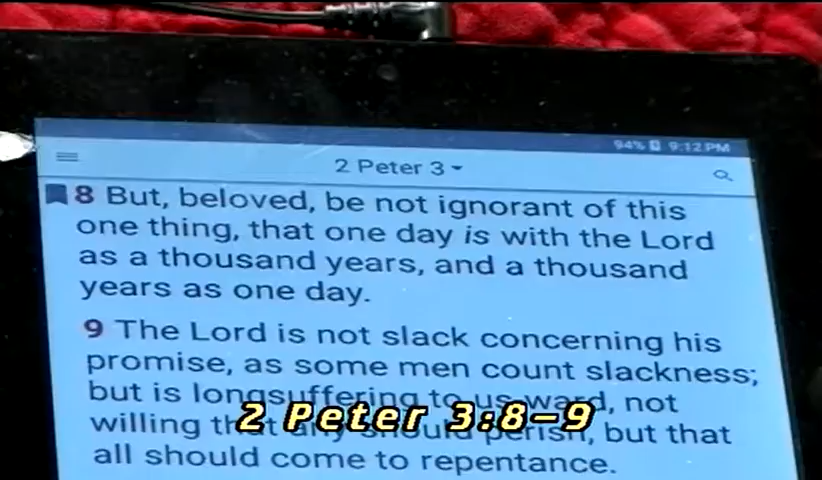 94% 9:12 PM
2 Peter 3
8 But, beloved, be not ignorant of this
one thing, that one day is with the Lord
as a thousand years, and a thousand
years as one day.
9 The Lord is not slack concerning his
promise, as some men count slackness;
but is longsuffering to us-ward, not
willing that any should perish, but that
all should come to repentance.
2 Peter 3:8-9